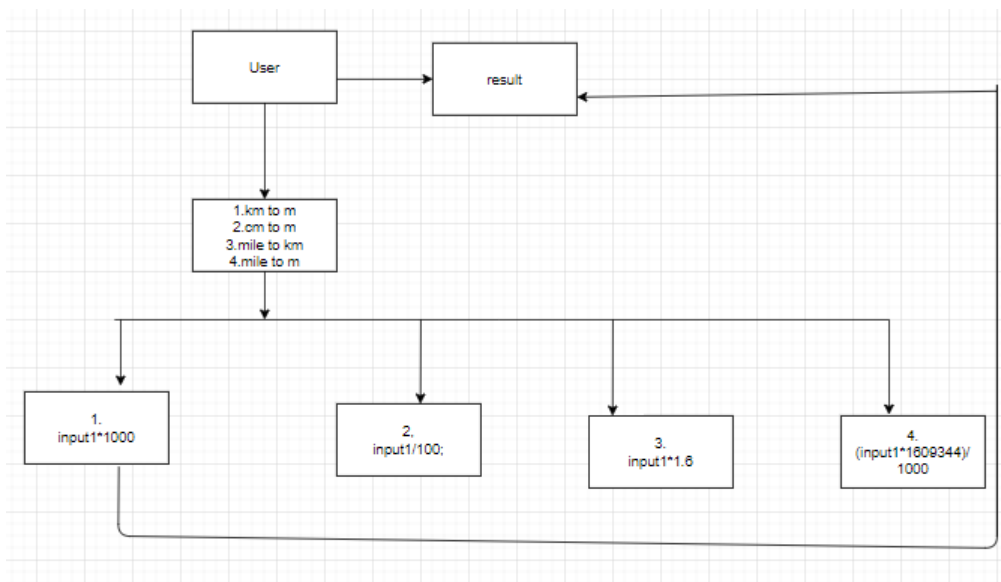 User
result
1.km to m
2.cm to m
3.mile to km
4.mile to m
1.
input1*1000
2,
input1/100;
3.
input1*1.6
4.
(input1*1609344)/
1000